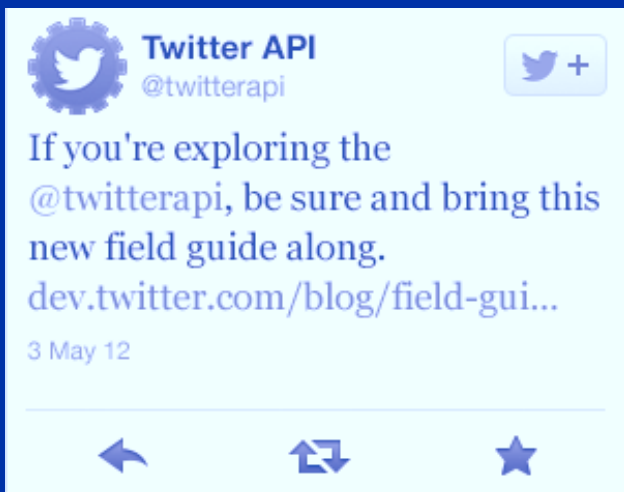 Twitter API
@twitterapi
+
If you're exploring the
@twitterapi, be sure and bring this
new field guide along.
dev.twitter.com/blog/field-gui...
3 May 12